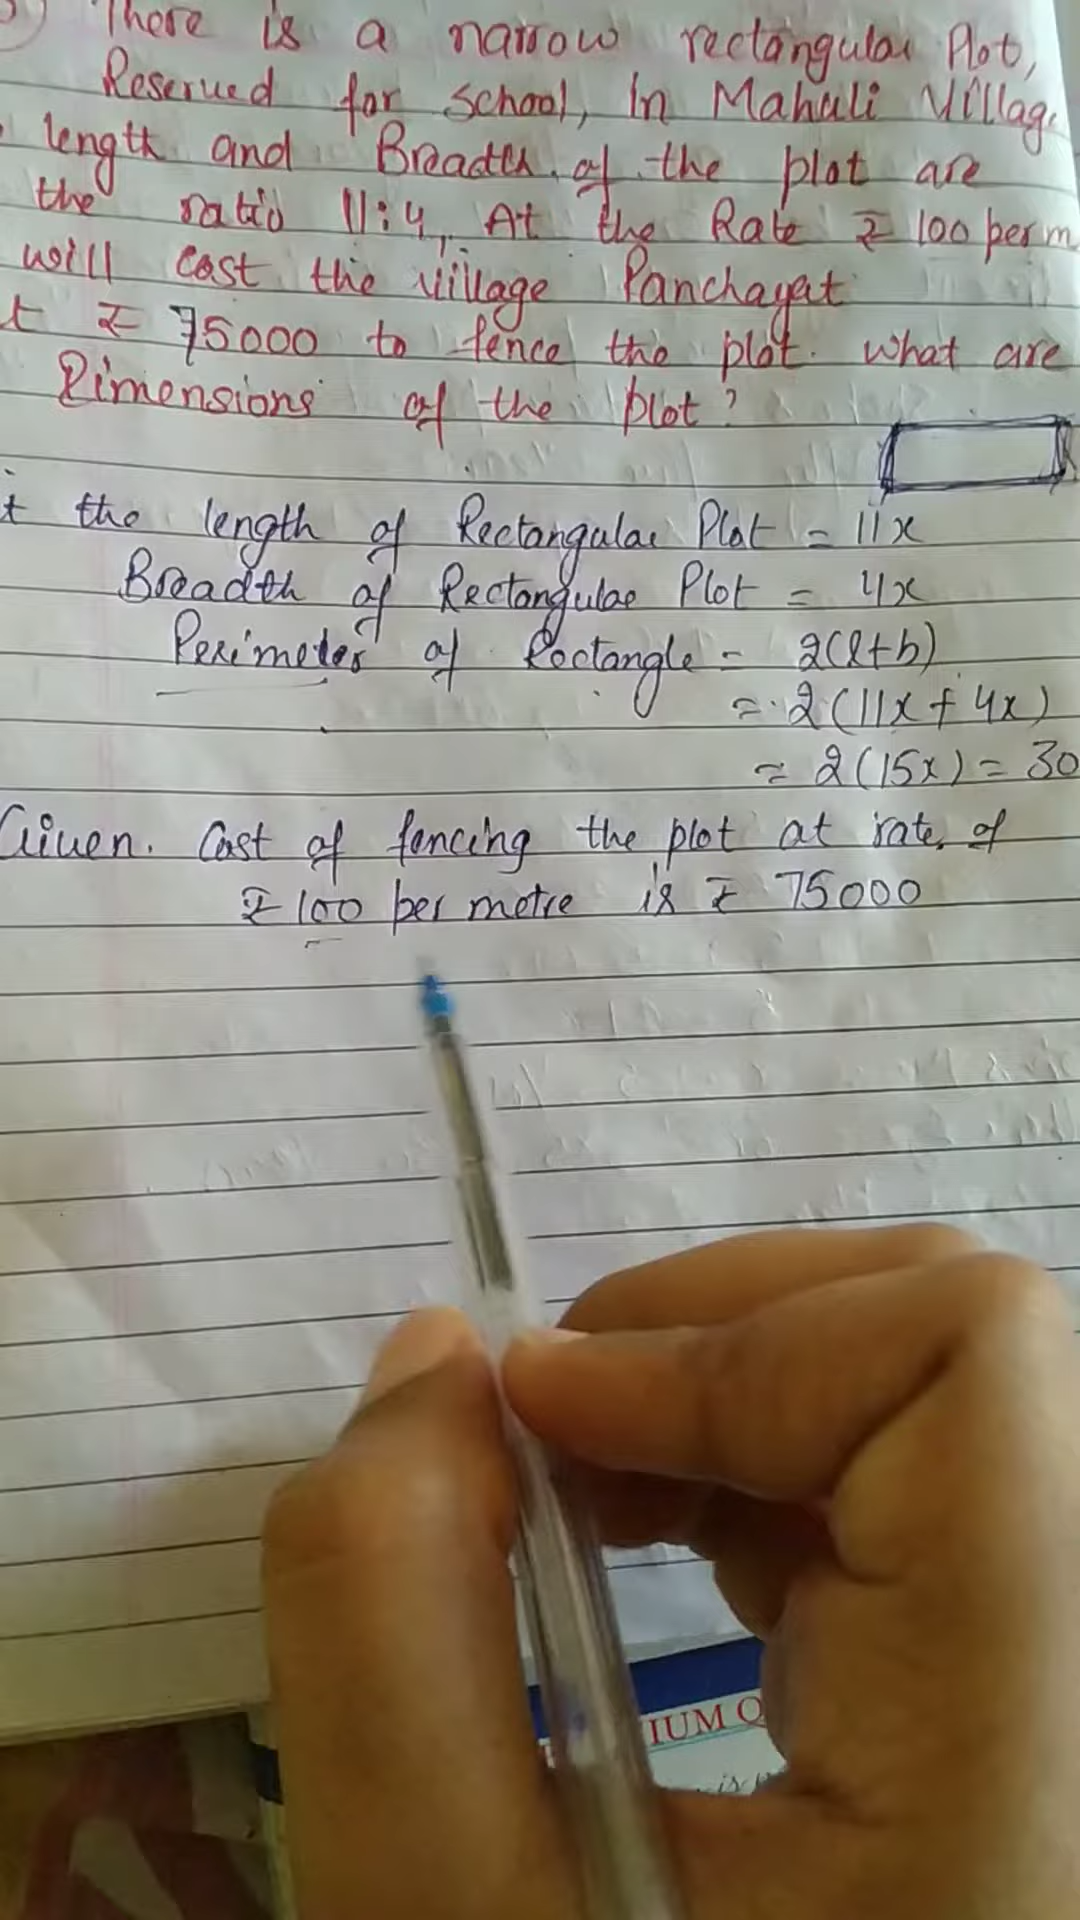 There is a narrow rectangular Plot,
Reserved for School, in Mahuli Villag
length and Breadth of the plot are
the ratio 11:4, At the Rate ₹ 100 per m
will cost the village Panchayat
t ₹ 75000 to fence the plot. What are
Dimensions of the plot?
t the length of Rectangular Plot = 11x
Breadth of Rectangular Plot = 4x
Perimeter of Rectangle = 2(l+b)
= 2(11x + 4x)
= 2(15x) = 30
Given. Cost of fencing the plot at rate of
₹ 100 per metre is ₹ 75000
IUM Q